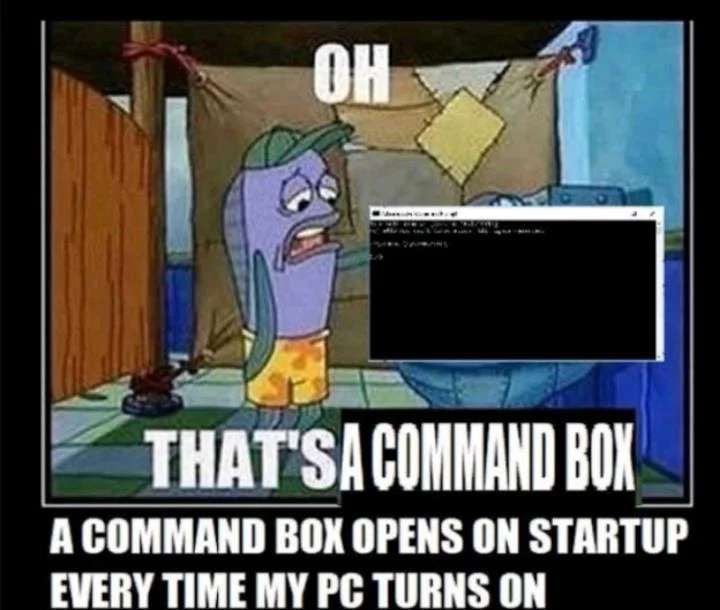 OH
THAT'S A COMMAND BOX
A COMMAND BOX OPENS ON STARTUP
EVERY TIME MY PC TURNS ON